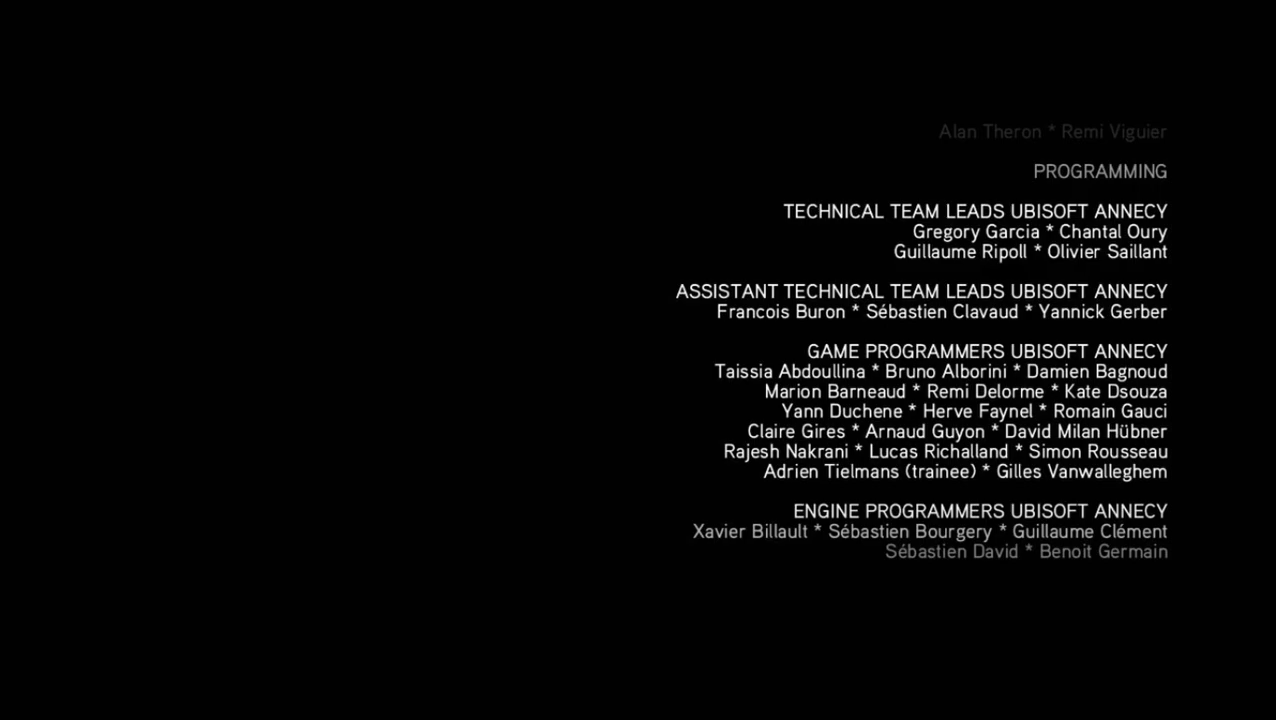 Alan Theron * Remi Viguier
PROGRAMMING
TECHNICAL TEAM LEADS UBISOFT ANNECY
Gregory Garcia * Chantal Oury
Guillaume Ripoll * Olivier Saillant
ASSISTANT TECHNICAL TEAM LEADS UBISOFT ANNECY
Francois Buron * Sébastien Clavaud * Yannick Gerber
GAME PROGRAMMERS UBISOFT ANNECY
Taissia Abdoullina * Bruno Alborini * Damien Bagnoud
Marion Barneaud * Remi Delorme * Kate Dsouza
Yann Duchene * Herve Faynel * Romain Gauci
Claire Gires * Arnaud Guyon * David Milan Hübner
Rajesh Nakrani * Lucas Richalland * Simon Rousseau
Adrien Tielmans (trainee) * Gilles Vanwalleghem
ENGINE PROGRAMMERS UBISOFT ANNECY
Xavier Billault * Sébastien Bourgery * Guillaume Clément
Sébastien David * Benoit Germain